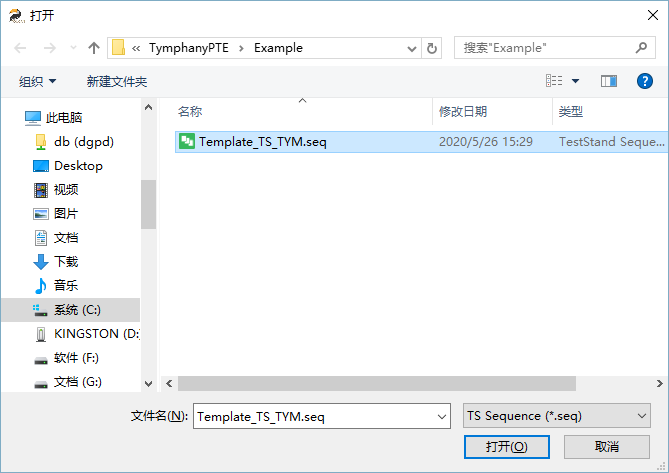 打开
« TymphanyPTE › Example
搜索"Example"
组织
新建文件夹
名称
修改日期
类型
此电脑
db (dgpd)
Desktop
视频
图片
文档
下载
音乐
系统 (C:)
KINGSTON (D:
软件 (F:)
文档 (G:)
Template_TS_TYM.seq
2020/5/26 15:29
TestStand Seque...
文件名(N):
Template_TS_TYM.seq
TS Sequence (*.seq)
打开(O)
取消